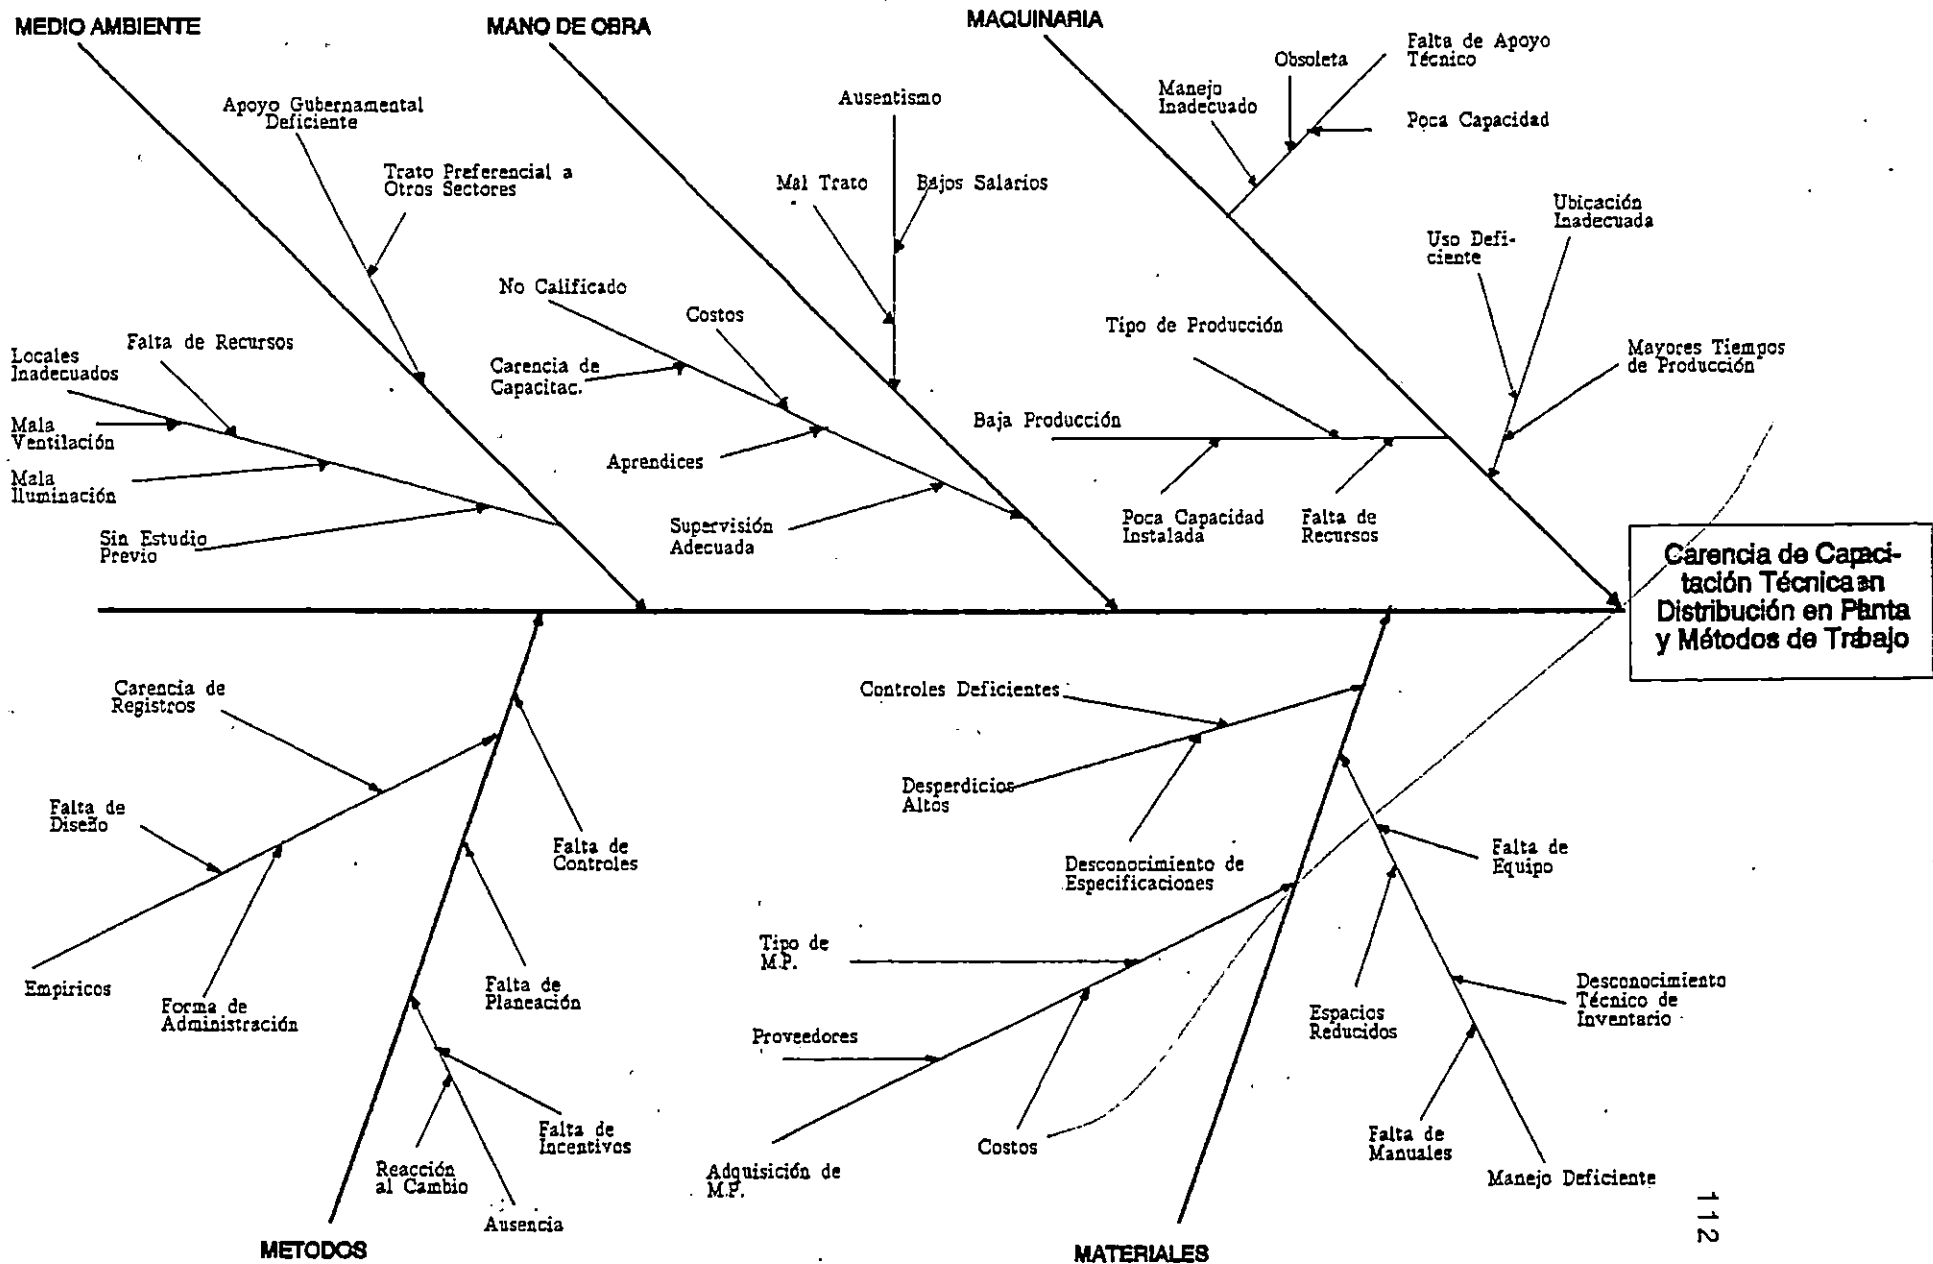 MEDIO AMBIENTE
MANO DE OBRA
MAQUINARIA
Apoyo Gubernamental
Deficiente
Trato Preferencial a
Otros Sectores
Falta de Recursos
Locales
Inadecuados
Mala
Ventilación
Mala
Iluminación
Sin Estudio
Previo
Ausentismo
Mal Trato
Bajos Salarios
No Calificado
Costos
Carencia de
Capacitac.
Aprendices
Supervisión
Adecuada
Obsoleta
Falta de Apoyo
Técnico
Manejo
Inadecuado
Poca Capacidad
Ubicación
Inadecuada
Uso Defi-
ciente
Tipo de Producción
Mayores Tiempos
de Producción
Baja Producción
Poca Capacidad
Instalada
Falta de
Recursos
Carencia de Capaci-
tación Técnica en
Distribución en Planta
y Métodos de Trabajo
Carencia de
Registros
Falta de
Diseño
Empiricos
Forma de
Administración
Falta de
Controles
Falta de
Planeación
Falta de
Incentivos
Reacción
al Cambio
Ausencia
METODOS
Controles Deficientes
Desperdicios
Altos
Desconocimiento de
Especificaciones
Falta de
Equipo
Tipo de
M.P.
Proveedores
Adquisición de
M.P.
Costos
Espacios
Reducidos
Desconocimiento
Técnico de
Inventario
Falta de
Manuales
Manejo Deficiente
MATERIALES
112